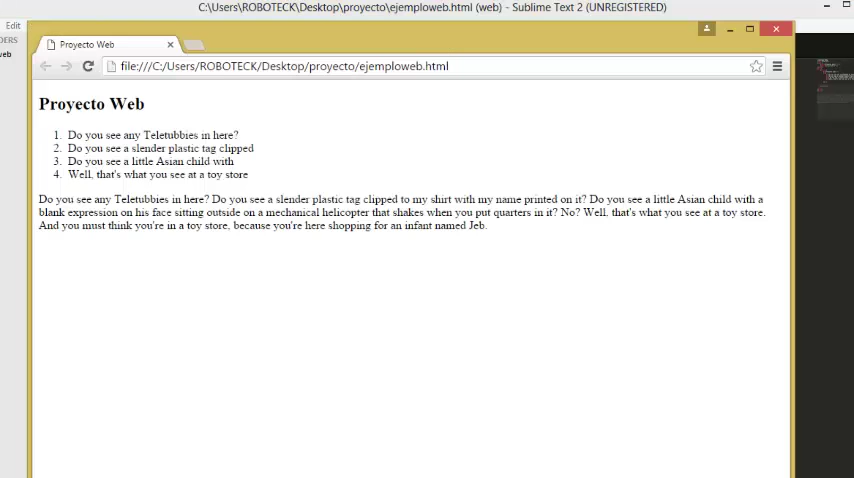 C:\Users\ROBOTECK\Desktop\proyecto\ejemploweb.html (web) - Sublime Text 2 (UNREGISTERED)
Edit
DERS
web
Proyecto Web
file:///C:/Users/ROBOTECK/Desktop/proyecto/ejemploweb.html
Proyecto Web
1. Do you see any Teletubbies in here?
2. Do you see a slender plastic tag clipped
3. Do you see a little Asian child with
4. Well, that's what you see at a toy store
Do you see any Teletubbies in here? Do you see a slender plastic tag clipped to my shirt with my name printed on it? Do you see a little Asian child with a
blank expression on his face sitting outside on a mechanical helicopter that shakes when you put quarters in it? No? Well, that's what you see at a toy store.
And you must think you're in a toy store, because you're here shopping for an infant named Jeb.